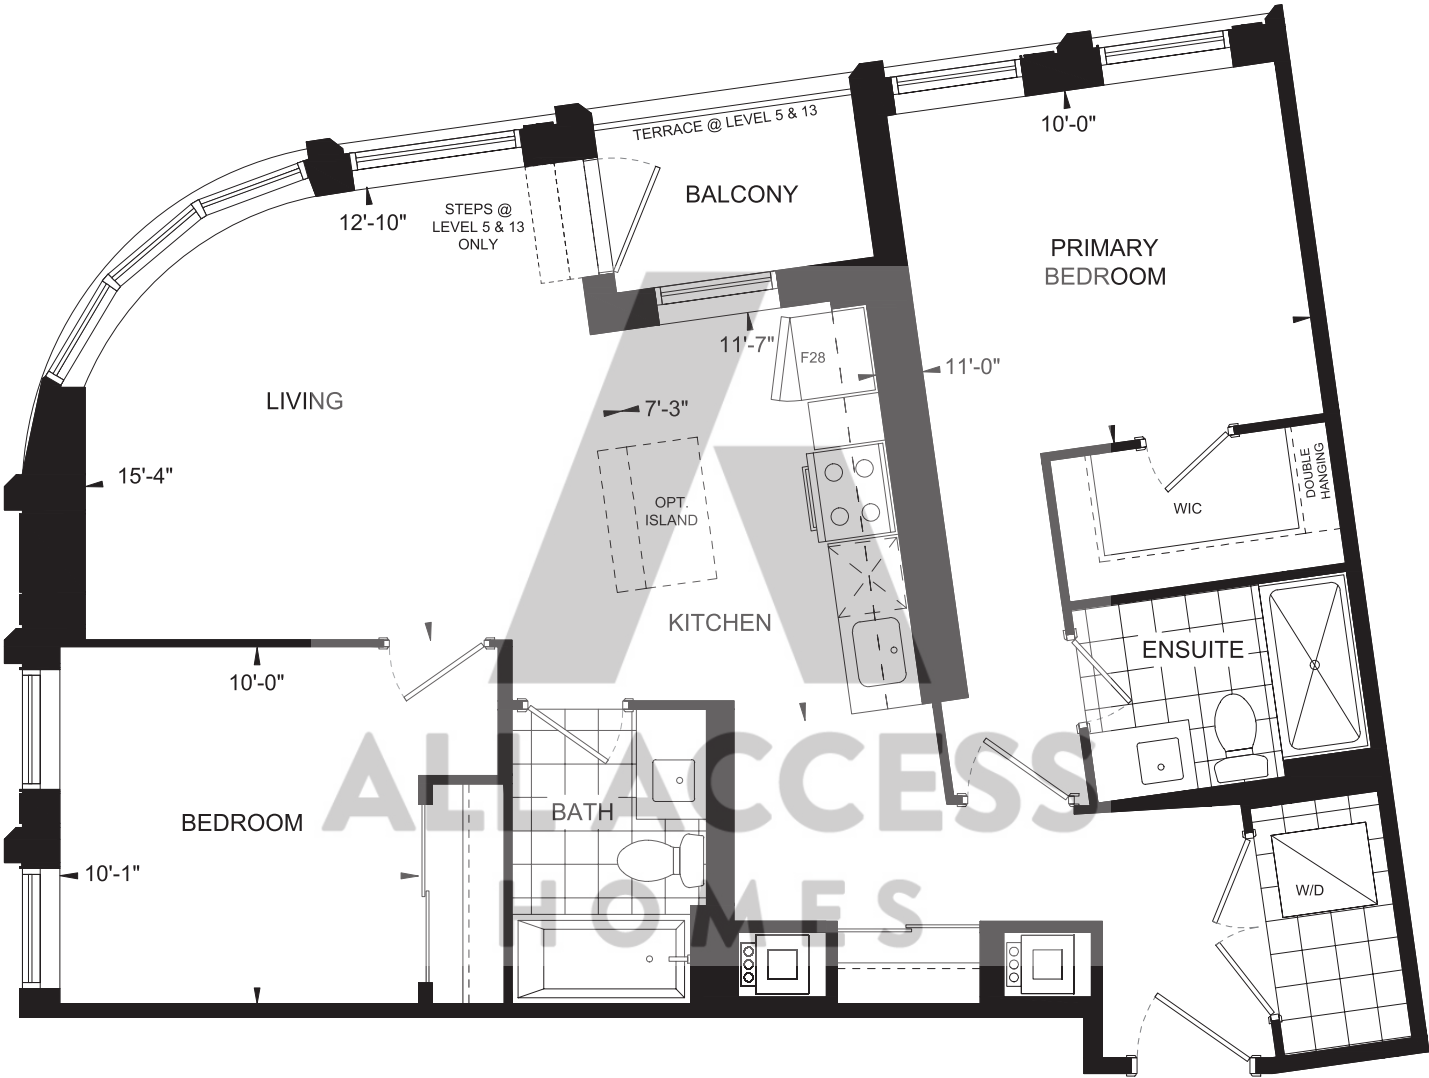 TERRACE @ LEVEL 5 & 13
10'-0"
BALCONY
STEPS @
LEVEL 5 & 13
ONLY
12'-10"
PRIMARY
BEDROOM
11'-7"
F28
11'-0"
LIVING
7'-3"
15'-4"
DOUBLE
HANGING
WIC
OPT.
ISLAND
KITCHEN
ENSUITE
10'-0"
ALL ACCESS
HOMES
BATH
BEDROOM
10'-1"
W/D